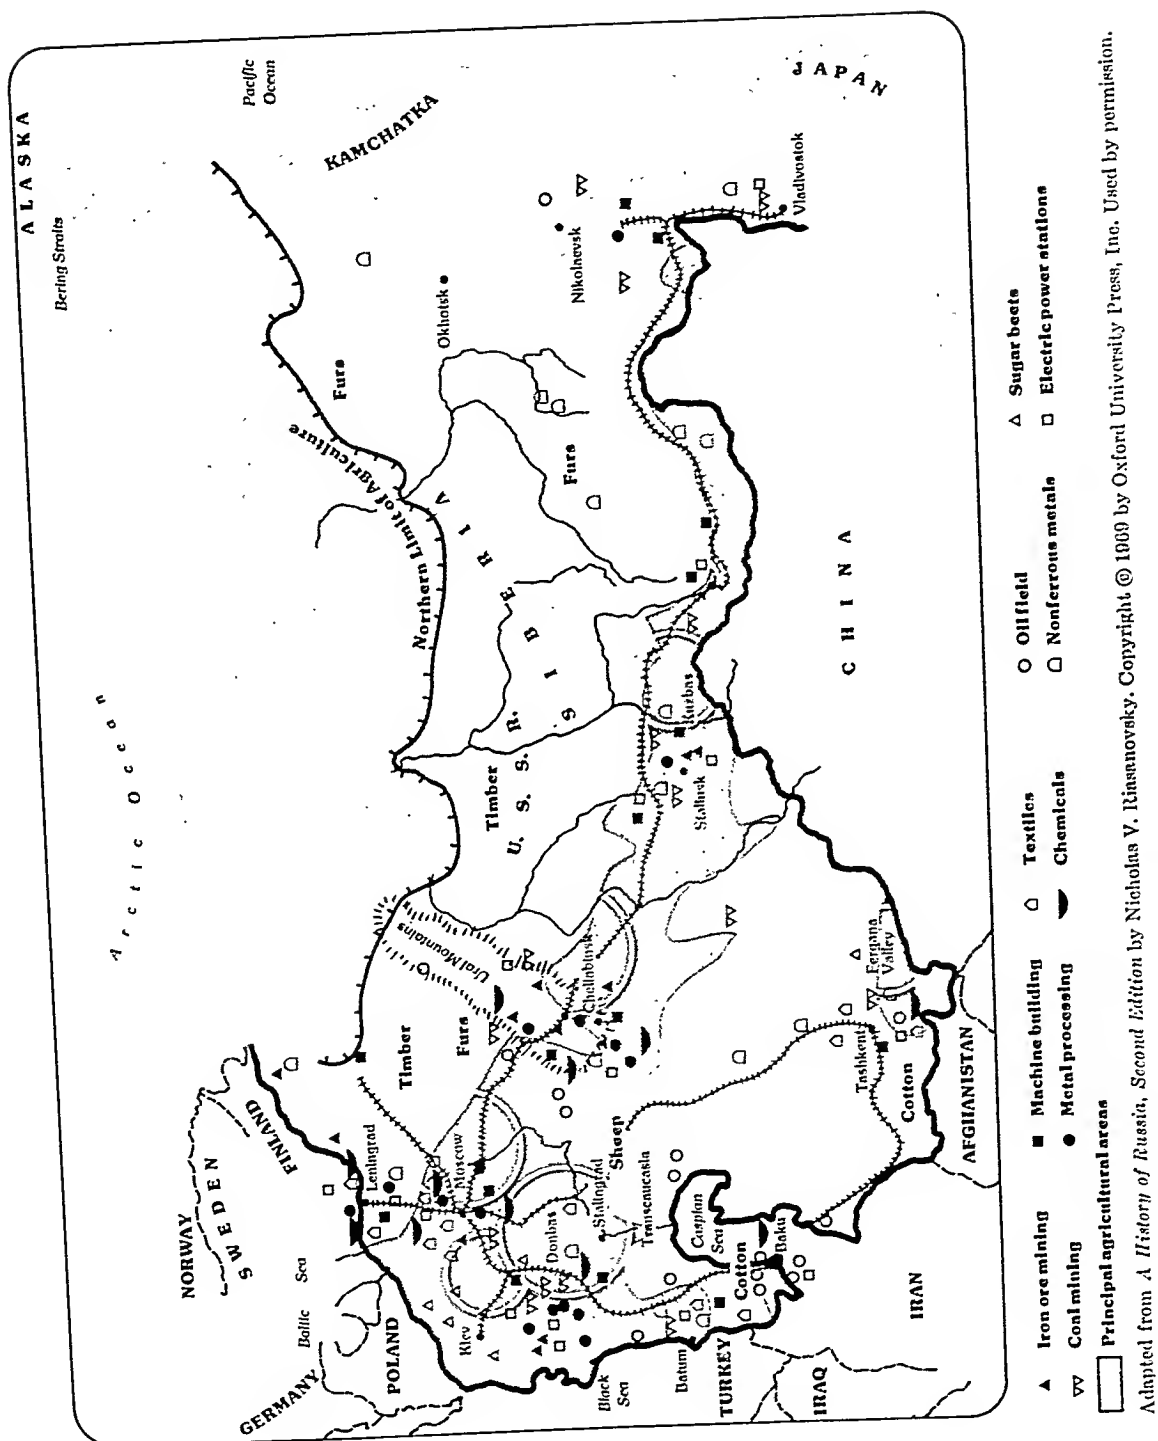 ALASKA
Bering Straits
Pacific
Ocean
KAMCHATKA
JAPAN
Arctic Ocean
Northern Limit of Agriculture
Furs
Okhotsk
Nikolaevsk
Vladivostok
Furs
SIBERIA
U. S. S. R.
Timber
CHINA
Kuzbas
Stalinsk
Ural Mountains
Cheliabinsk
Timber
Furs
NORWAY
SWEDEN
FINLAND
Leningrad
Moscow
Baltic Sea
POLAND
GERMANY
Kiev
Donbas
Stalingrad
Sheep
Transcaucasia
Caspian
Sea
Cotton
Baku
Black
Sea
Batum
TURKEY
IRAQ
IRAN
Tashkent
Fergana
Valley
Cotton
AFGHANISTAN
Iron ore mining
Coal mining
Principal agricultural areas
Machine building
Metal processing
Textiles
Chemicals
Oil field
Nonferrous metals
Sugar beets
Electric power stations
Adapted from A History of Russia, Second Edition by Nicholas V. Riasanovsky. Copyright © 1969 by Oxford University Press, Inc. Used by permission.